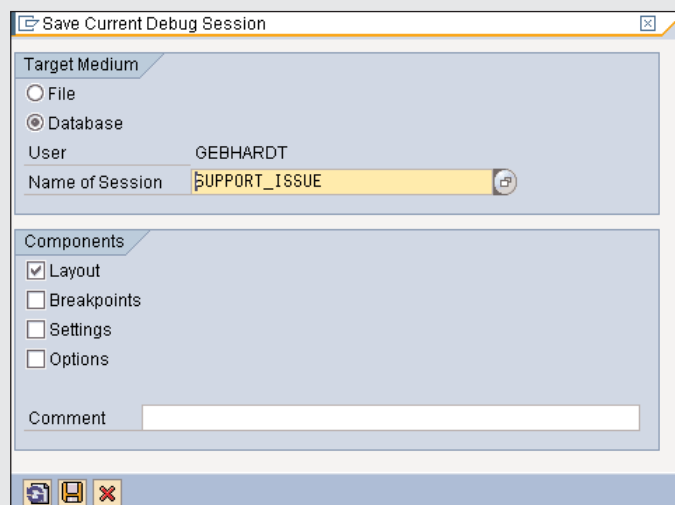 Save Current Debug Session
Target Medium
File
Database
User GEBHARDT
Name of Session SUPPORT_ISSUE
Components
Layout
Breakpoints
Settings
Options
Comment